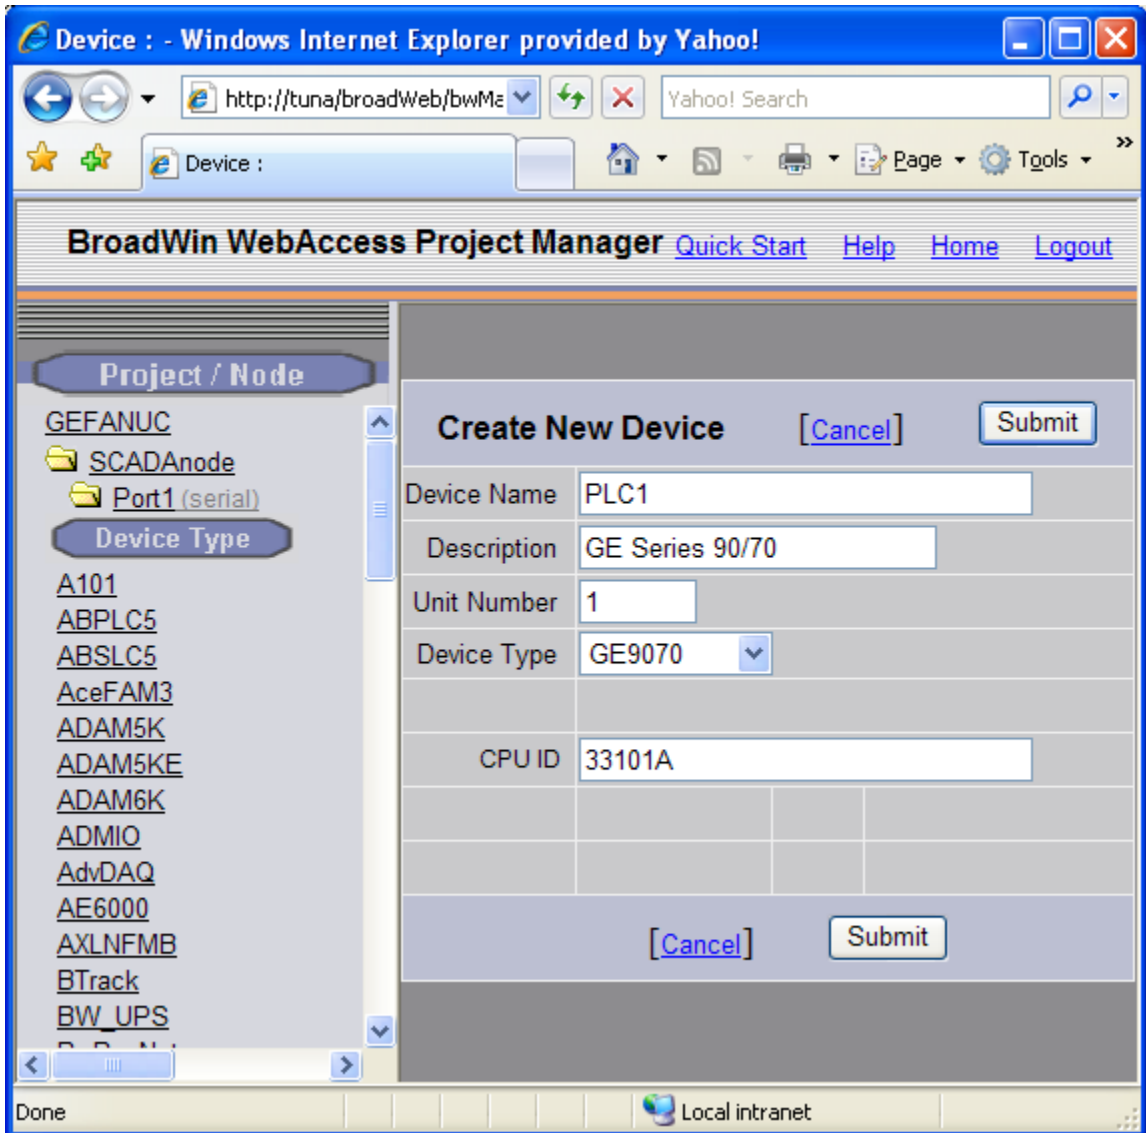 Device : - Windows Internet Explorer provided by Yahoo!
http://tuna/broadWeb/bwMa
Yahoo! Search
Device :
Page
Tools
»
BroadWin WebAccess Project Manager Quick Start Help Home Logout
Project / Node
GEFANUC
SCADAnode
Port1 (serial)
Device Type
A101
ABPLC5
ABSLC5
AceFAM3
ADAM5K
ADAM5KE
ADAM6K
ADMIO
AdvDAQ
AE6000
AXLNFMB
BTrack
BW_UPS
Create New Device [Cancel] Submit
Device Name PLC1
Description GE Series 90/70
Unit Number 1
Device Type GE9070
CPU ID 33101A
[Cancel] Submit
Done
Local intranet